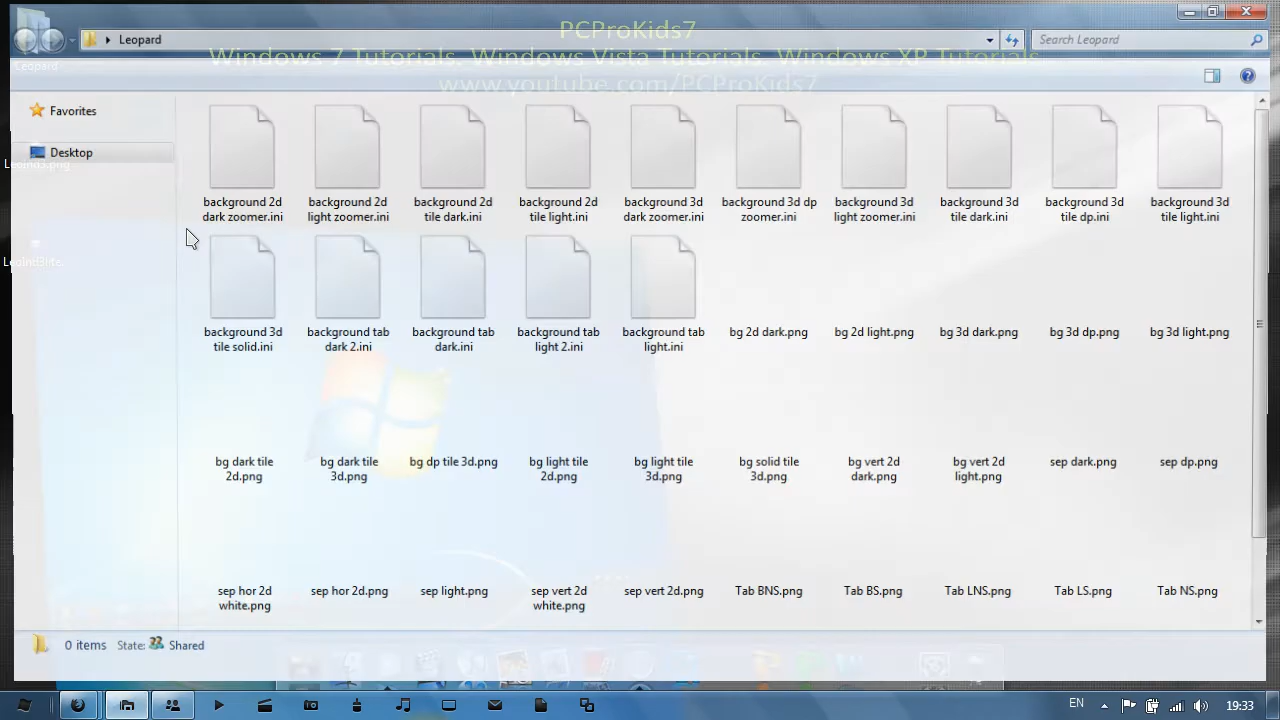 PCProKids7
Leopard
Search Leopard
Windows 7 Tutorials. Windows Vista Tutorials. Windows XP Tutorials
Leopard
www.youtube.com/PCProKids7
Favorites
Desktop
background 2d
dark zoomer.ini
background 2d
light zoomer.ini
background 2d
tile dark.ini
background 2d
tile light.ini
background 3d
dark zoomer.ini
background 3d dp
zoomer.ini
background 3d
light zoomer.ini
background 3d
tile dark.ini
background 3d
tile dp.ini
background 3d
tile light.ini
background 3d
tile solid.ini
background tab
dark 2.ini
background tab
dark.ini
background tab
light 2.ini
background tab
light.ini
bg 2d dark.png
bg 2d light.png
bg 3d dark.png
bg 3d dp.png
bg 3d light.png
bg dark tile
2d.png
bg dark tile
3d.png
bg dp tile 3d.png
bg light tile
2d.png
bg light tile
3d.png
bg solid tile
3d.png
bg vert 2d
dark.png
bg vert 2d
light.png
sep dark.png
sep dp.png
sep hor 2d
white.png
sep hor 2d.png
sep light.png
sep vert 2d
white.png
sep vert 2d.png
Tab BNS.png
Tab BS.png
Tab LNS.png
Tab LS.png
Tab NS.png
0 items State: Shared
EN
19:33